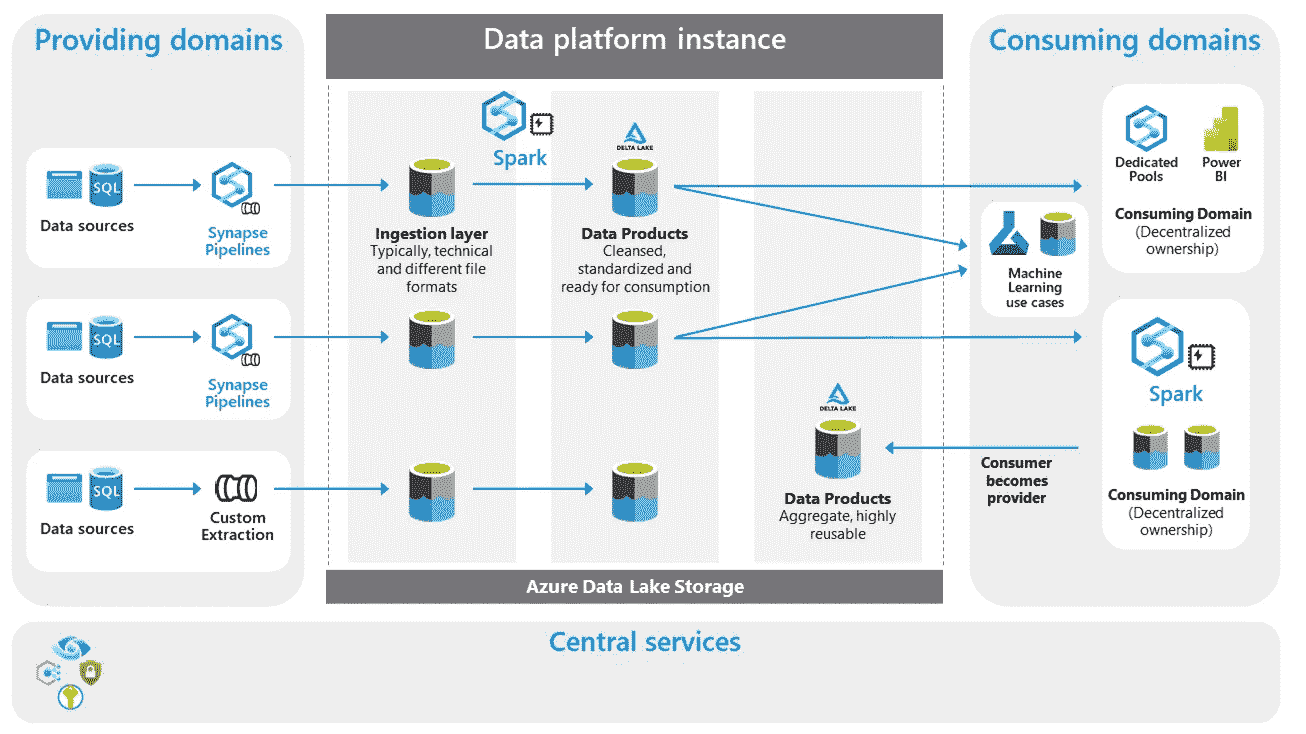 Providing domains
Data sources
SQL
Synapse
Pipelines
Data sources
SQL
Synapse
Pipelines
Data sources
SQL
Custom
Extraction
Data platform instance
Spark
DELTA LAKE
Ingestion layer
Typically, technical
and different file
formats
Data Products
Cleansed,
standardized and
ready for consumption
DELTA LAKE
Data Products
Aggregate, highly
reusable
Azure Data Lake Storage
Consuming domains
Dedicated
Pools
Power
BI
Consuming Domain
(Decentralized
ownership)
Machine
Learning
use cases
Spark
Consumer
becomes
provider
Consuming Domain
(Decentralized
ownership)
Central services